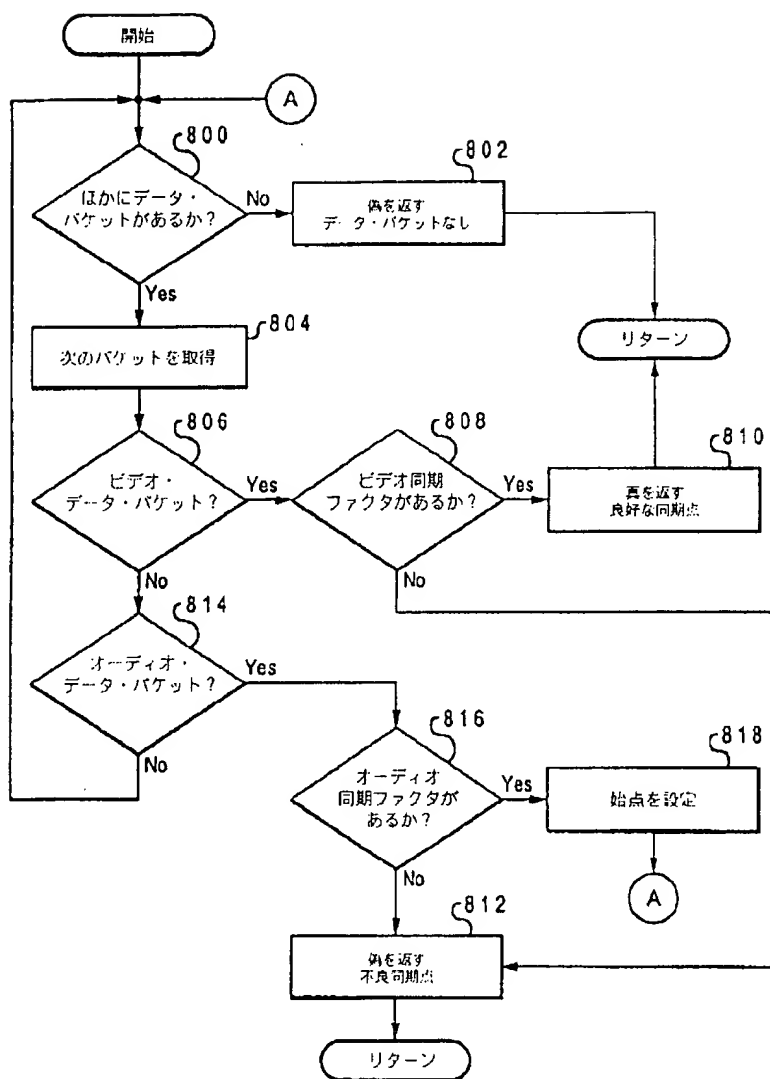 開始
A
800
ほかにデータ・
パケットがあるか?
No
Yes
802
偽を返す
データ・パケットなし
リターン
804
次のパケットを取得
806
ビデオ・
データ・パケット?
Yes
No
808
ビデオ同期
ファクタがあるか?
Yes
No
810
真を返す
良好な同期点
814
オーディオ・
データ・パケット?
Yes
No
816
オーディオ
同期ファクタが
あるか?
Yes
No
818
始点を設定
A
812
偽を返す
不良同期点
リターン